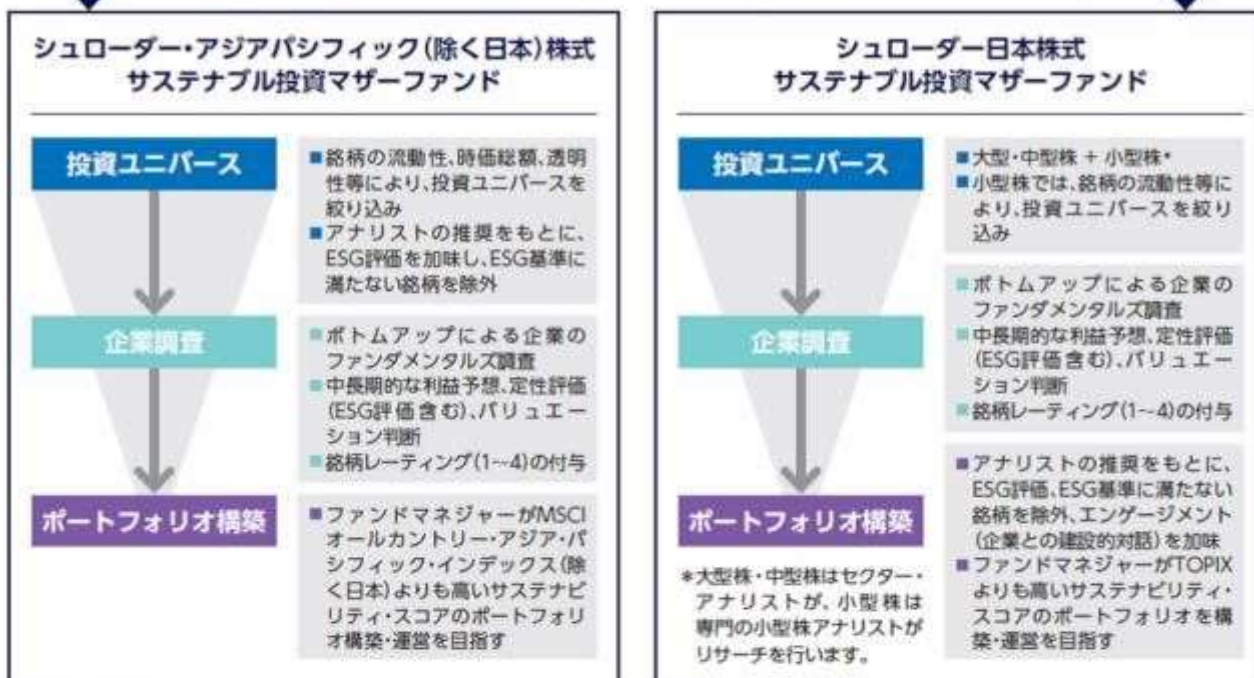 シュローダー・アジアパシフィック(除く日本)株式
サステナブル投資マザーファンド
投資ユニバース
■銘柄の流動性、時価総額、透明
性等により、投資ユニバースを
絞り込み
■アナリストの推奨をもとに、
ESG評価を加味し、ESG基準に
満たない銘柄を除外
企業調査
■ボトムアップによる企業の
ファンダメンタルズ調査
■中長期的な利益予想、定性評価
(ESG評価含む)、バリュエー
ション判断
■銘柄レーティング(1~4)の付与
ポートフォリオ構築
■ファンドマネジャーがMSCI
オールカントリー・アジア・パ
シフィック・インデックス(除
く日本)よりも高いサステナビ
リティ・スコアのポートフォリ
オ構築・運営を目指す
シュローダー日本株式
サステナブル投資マザーファンド
投資ユニバース
■大型・中型株 + 小型株*
■小型株では、銘柄の流動性等に
より、投資ユニバースを絞り
込み
企業調査
■ボトムアップによる企業の
ファンダメンタルズ調査
■中長期的な利益予想、定性評価
(ESG評価含む)、バリュエー
ション判断
■銘柄レーティング(1~4)の付与
ポートフォリオ構築
■アナリストの推奨をもとに、
ESG評価、ESG基準に満たない
銘柄を除外、エンゲージメント
(企業との建設的対話)を加味
■ファンドマネジャーがTOPIX
よりも高いサステナビリティ・
スコアのポートフォリオを構
築・運営を目指す
*大型株・中型株はセクター・
アナリストが、小型株は
専門の小型株アナリストが
リサーチを行います。